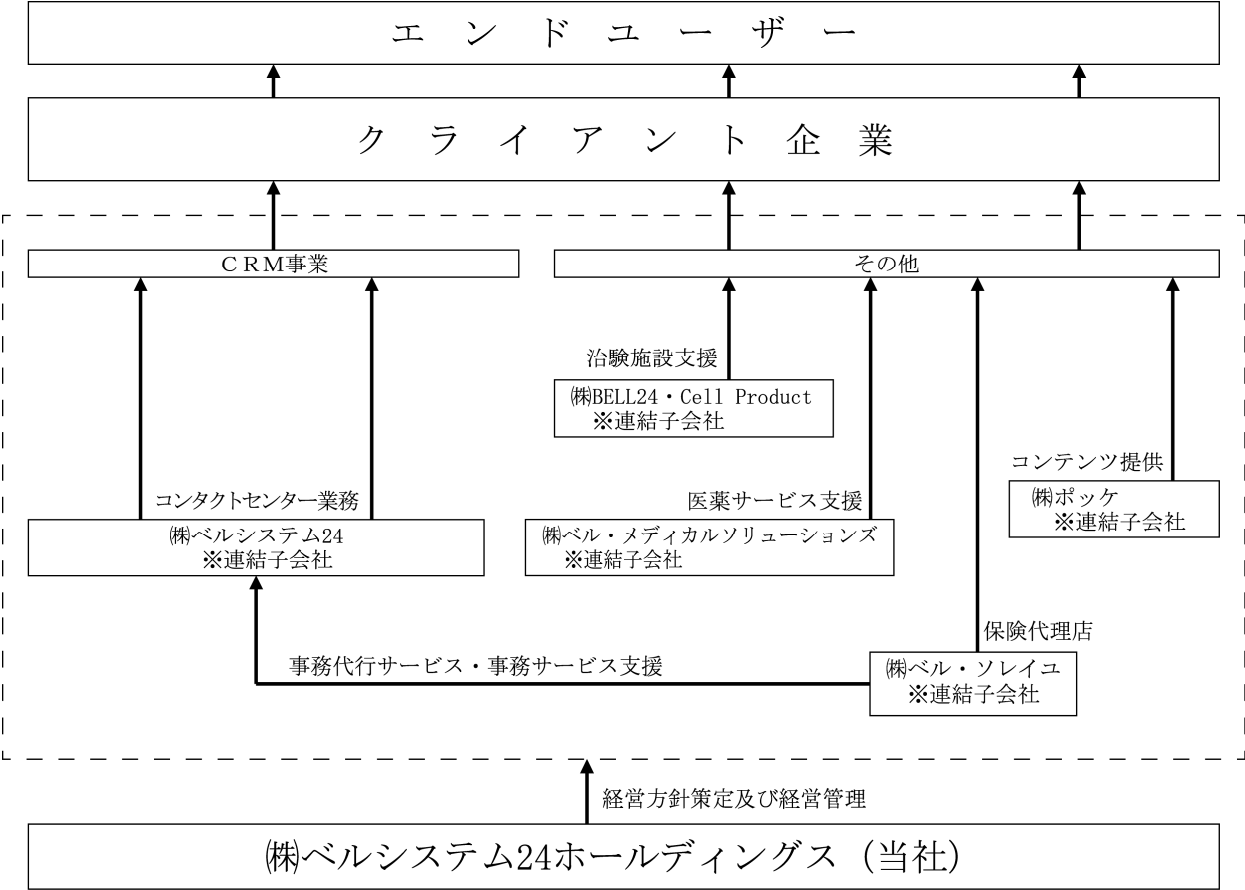 エンドユーザー
クライアント企業
ＣＲＭ事業
その他
治験施設支援
㈱BELL24・Cell Product
※連結子会社
コンテンツ提供
㈱ポッケ
※連結子会社
コンタクトセンター業務
㈱ベルシステム24
※連結子会社
医薬サービス支援
㈱ベル・メディカルソリューションズ
※連結子会社
保険代理店
㈱ベル・ソレイユ
※連結子会社
事務代行サービス・事務サービス支援
経営方針策定及び経営管理
㈱ベルシステム24ホールディングス（当社）